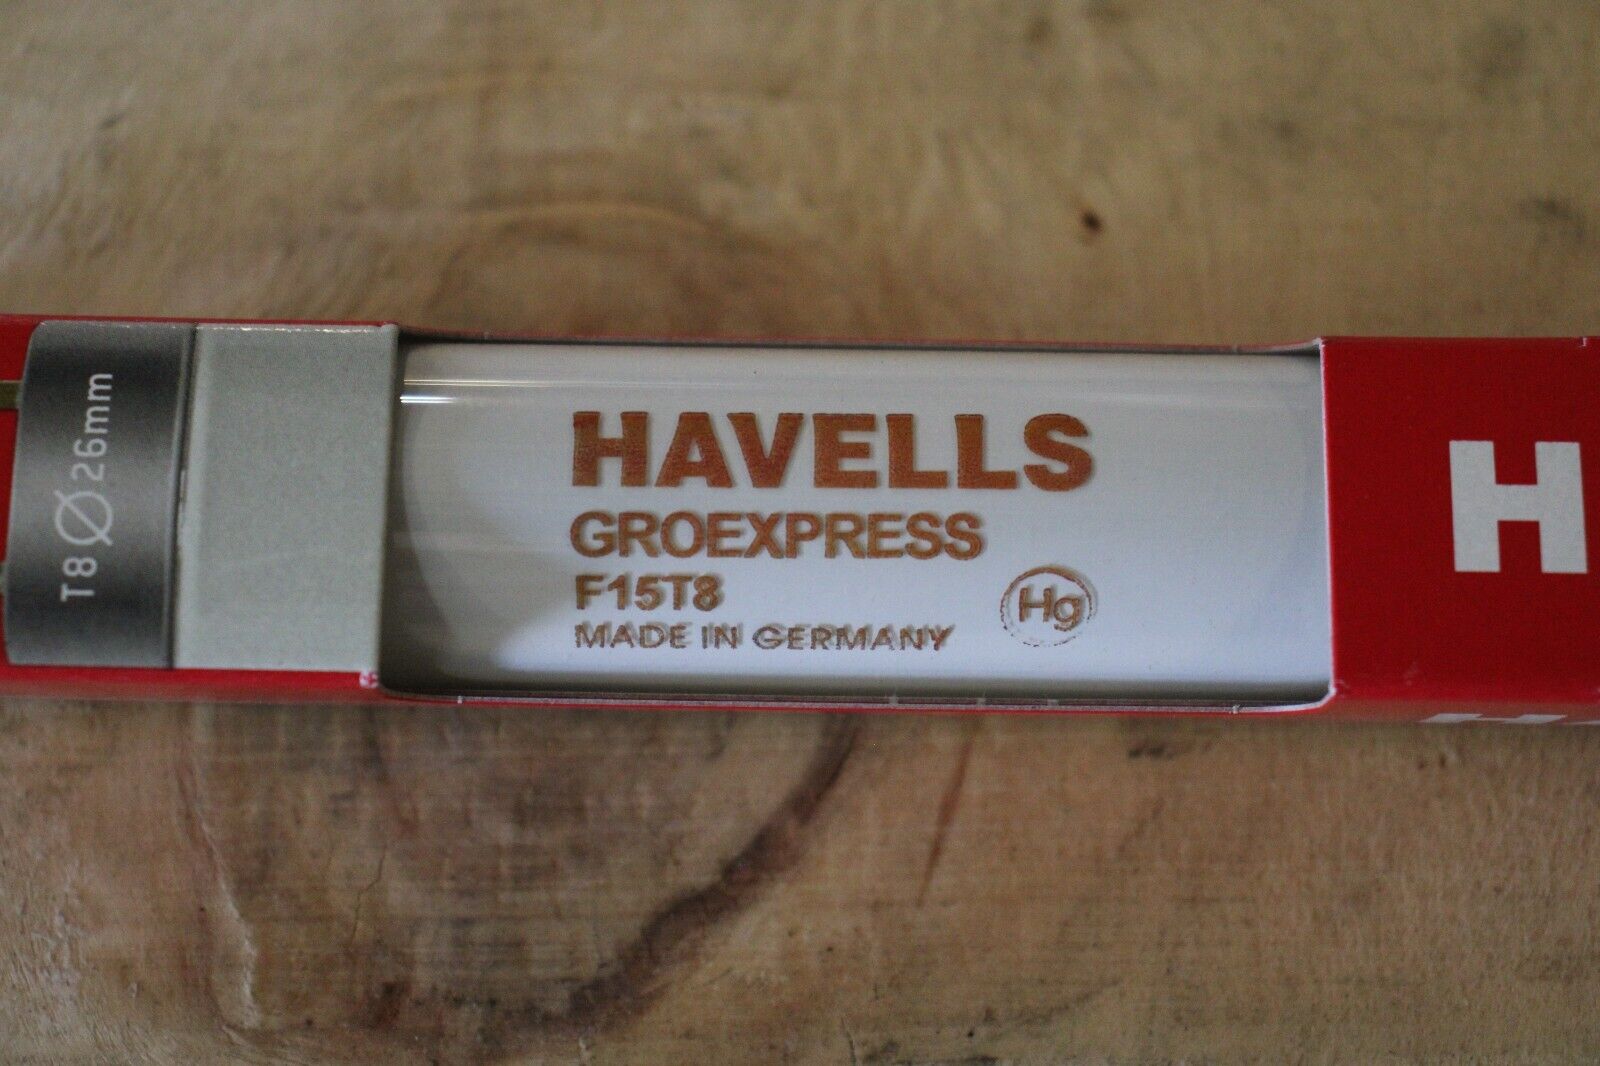 T8 Ø 26mm
HAVELLS
GROEXPRESS
F15T8
MADE IN GERMANY
Hg
H